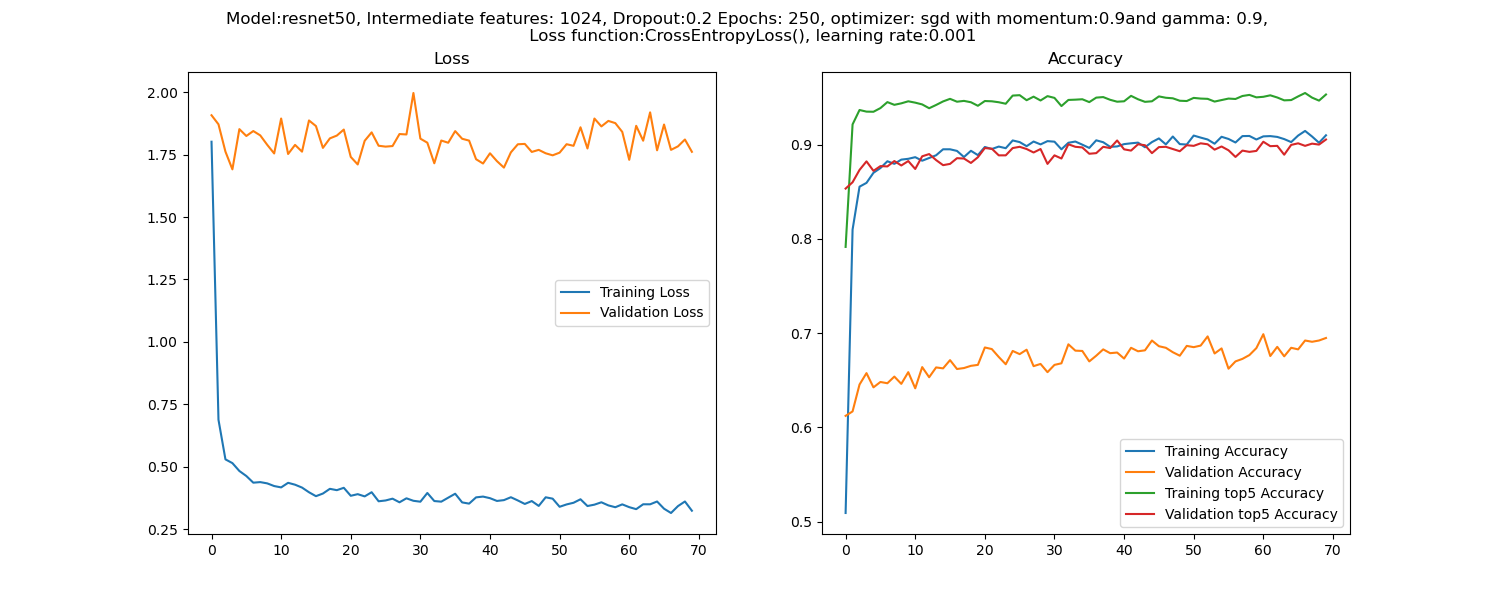 Model:resnet50, Intermediate features: 1024, Dropout:0.2 Epochs: 250, optimizer: sgd with momentum:0.9and gamma: 0.9,
Loss function:CrossEntropyLoss(), learning rate:0.001
Loss
2.00
1.75
1.50
1.25
1.00
0.75
0.50
0.25
0 10 20 30 40 50 60 70
Training Loss
Validation Loss
Accuracy
0.9
0.8
0.7
0.6
0.5
0 10 20 30 40 50 60 70
Training Accuracy
Validation Accuracy
Training top5 Accuracy
Validation top5 Accuracy